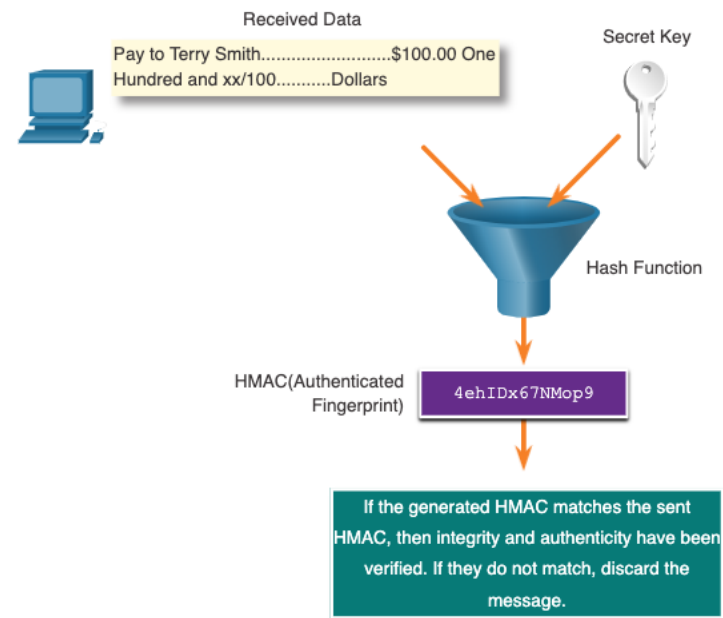 Received Data
Secret Key
Pay to Terry Smith..........................$100.00 One
Hundred and xx/100...........Dollars
Hash Function
HMAC(Authenticated
Fingerprint)
4ehIDx67NMop9
If the generated HMAC matches the sent
HMAC, then integrity and authenticity have been
verified. If they do not match, discard the
message.